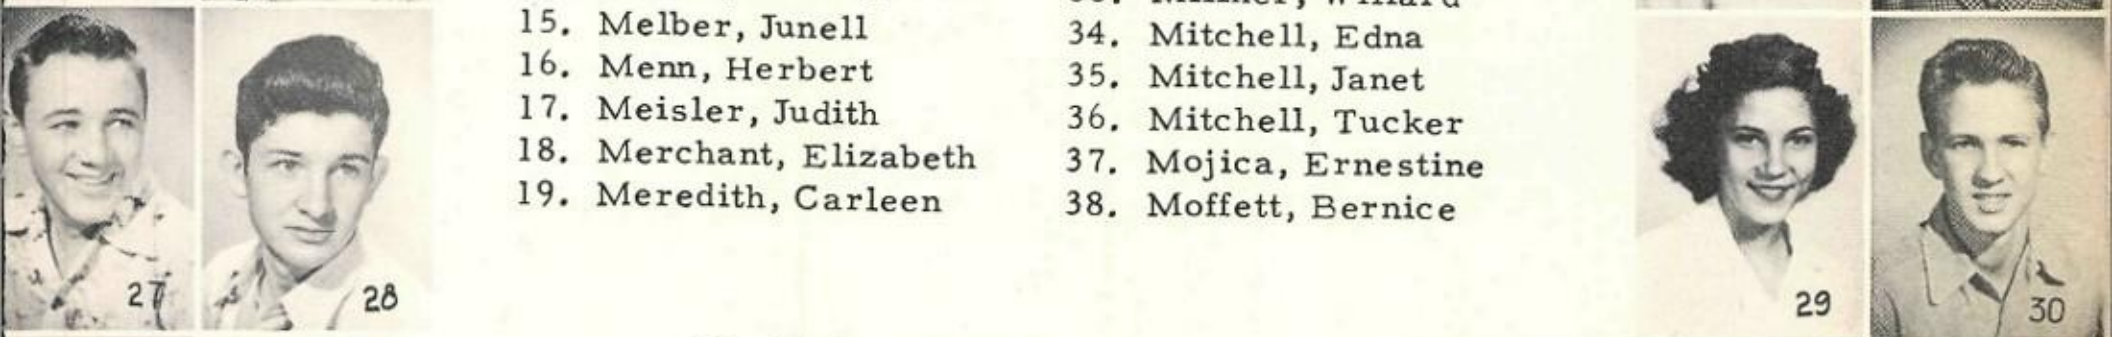 15. Melber, Junell
16. Menn, Herbert
17. Meisler, Judith
18. Merchant, Elizabeth
19. Meredith, Carleen
34. Mitchell, Edna
35. Mitchell, Janet
36. Mitchell, Tucker
37. Mojica, Ernestine
38. Moffett, Bernice
27
28
29
30